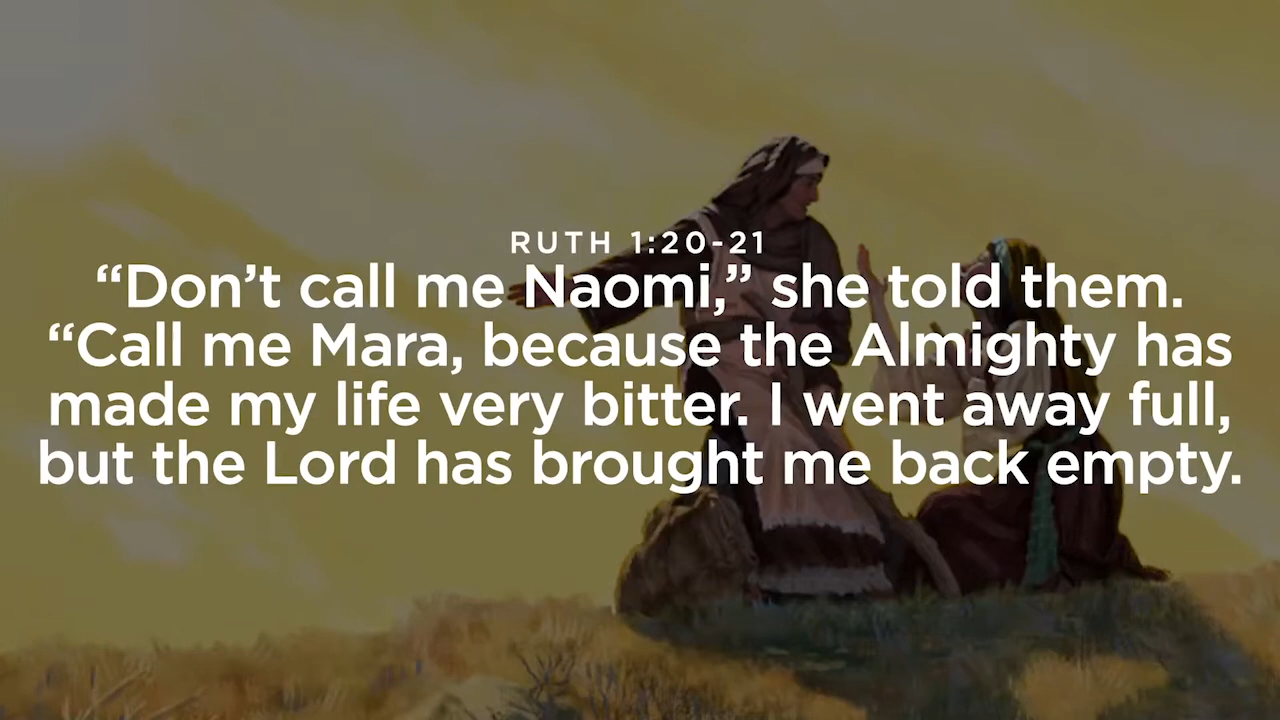 RUTH 1:20-21
“Don’t call me Naomi,” she told them.
“Call me Mara, because the Almighty has
made my life very bitter. I went away full,
but the Lord has brought me back empty.